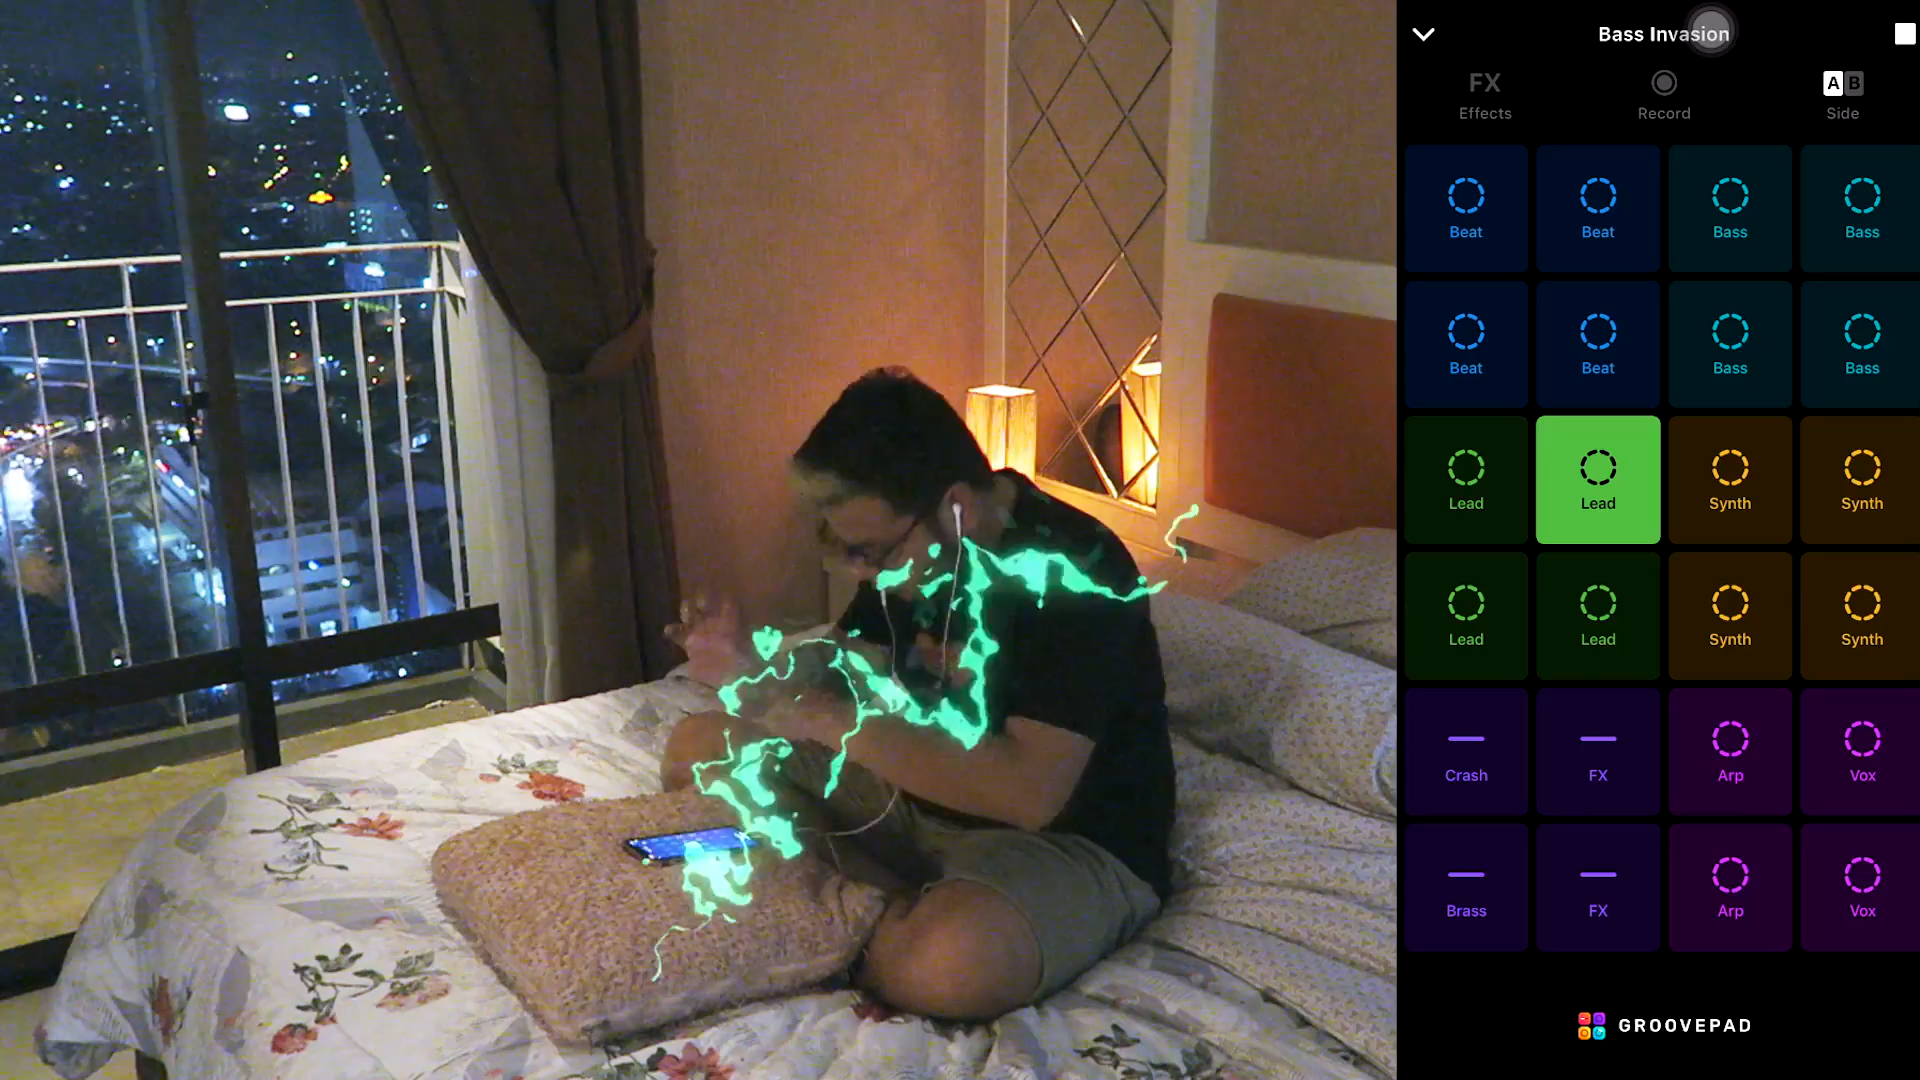 Bass Invasion
FX A B
Effects Record Side
Beat Beat Bass Bass
Beat Beat Bass Bass
Lead Lead Synth Synth
Lead Lead Synth Synth
Crash FX Arp Vox
Brass FX Arp Vox
GROOVEPAD